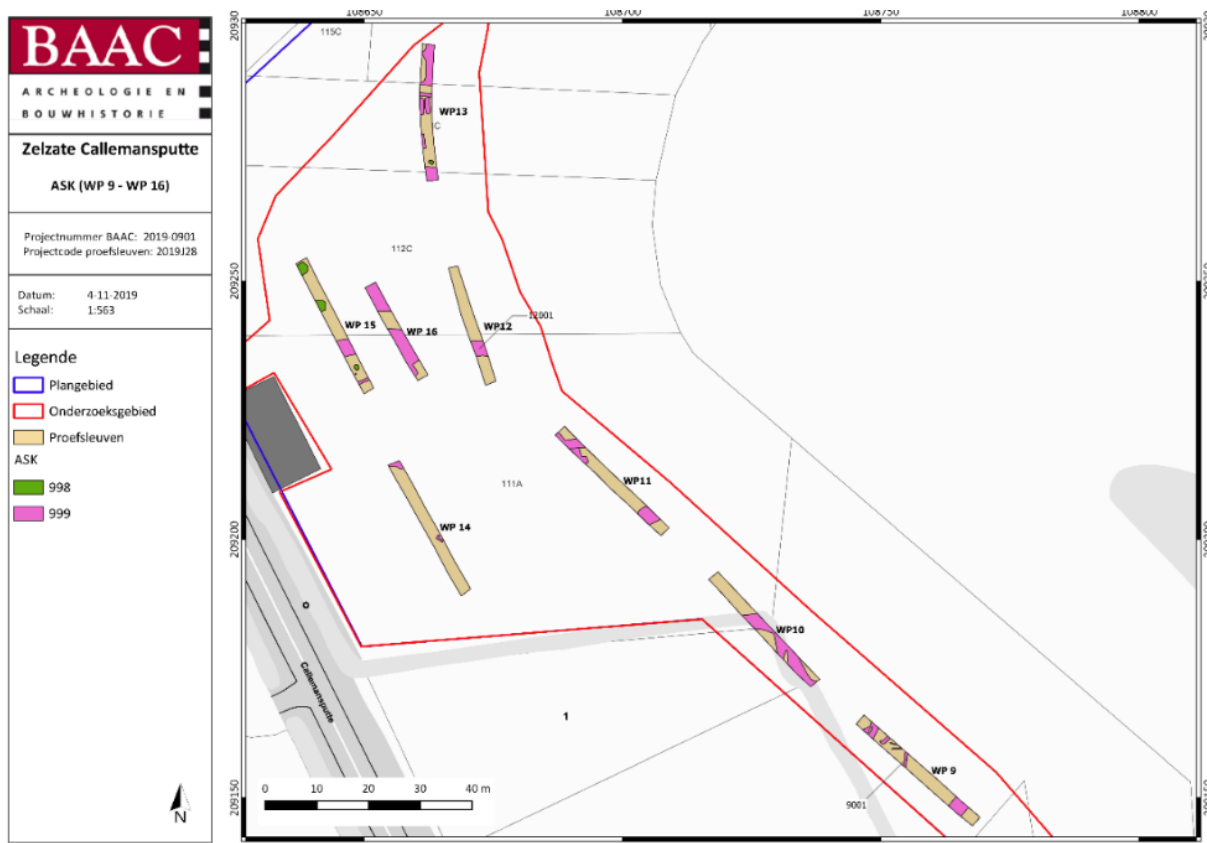 BAAC
ARCHEOLOGIE EN
BOUWHISTORIE
Zelzate Callemansputte
ASK (WP 9 - WP 16)
Projectnummer BAAC: 2019-0901
Projectcode proefsleuven: 2019J28
Datum: 4-11-2019
Schaal: 1:563
Legende
Plangebied
Onderzoeksgebied
Proefsleuven
ASK
998
999
N
108650
108700
108750
108800
20930
209250
209200
209150
115C
WP13
C
112C
WP 15
WP 16
WP12
12001
WP11
111A
WP 14
WP10
WP 9
9001
1
Callemansputte
0 10 20 30 40 m
209200
209150